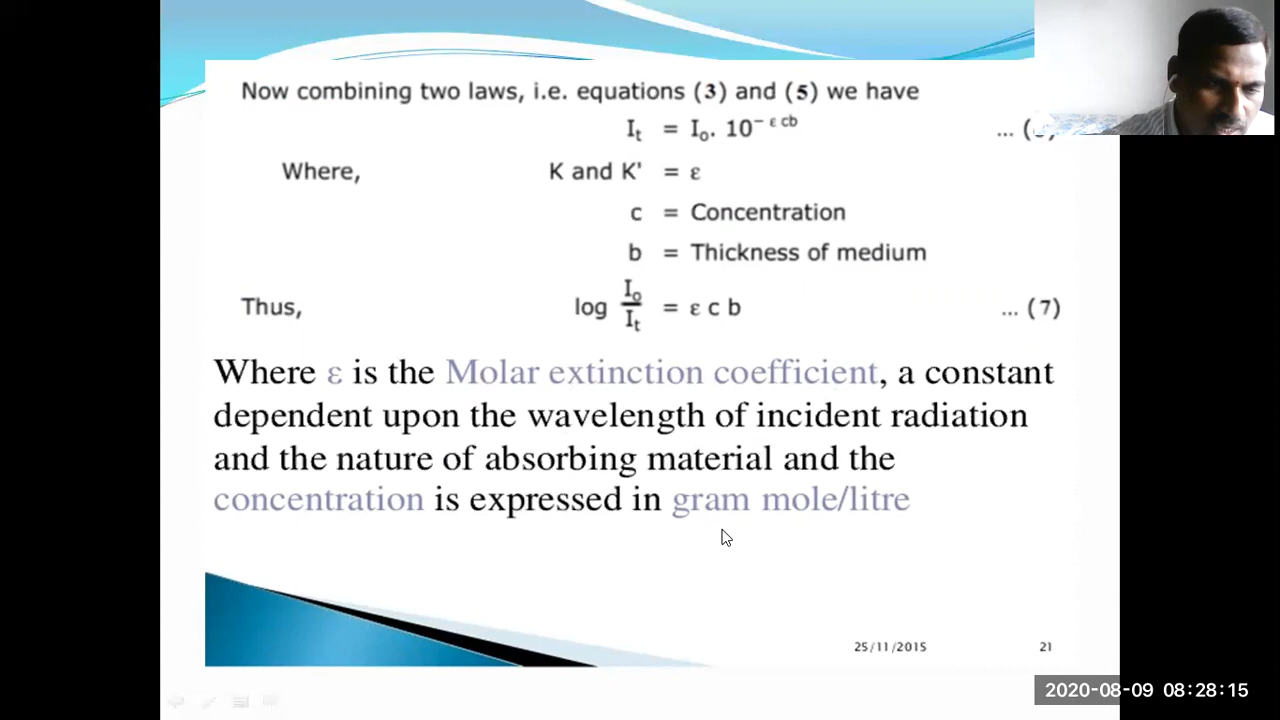 Now combining two laws, i.e. equations (3) and (5) we have
Iₜ = Iₒ. 10⁻ ᵋ ᶜᵇ ... (
Where, K and K' = ε
c = Concentration
b = Thickness of medium
Thus, log Iₒ/Iₜ = ε c b ... (7)
Where ε is the Molar extinction coefficient, a constant
dependent upon the wavelength of incident radiation
and the nature of absorbing material and the
concentration is expressed in gram mole/litre
25/11/2015 21
2020-08-09 08:28:15